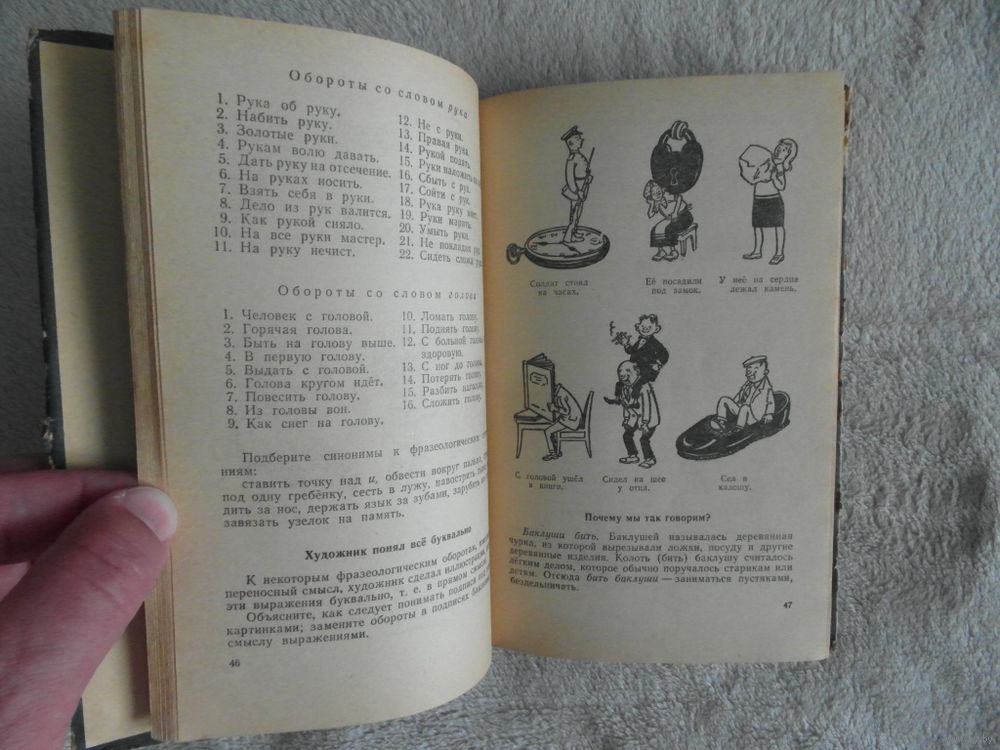 Обороты со словом рука
1. Рука об руку.
2. Набить руку.
3. Золотые руки.
4. Рукам волю давать.
5. Дать руку на отсечение.
6. На руках носить.
7. Взять себя в руки.
8. Дело из рук валится.
9. Как рукой сняло.
10. На все руки мастер.
11. На руку нечист.
12. Не с руки.
13. Правая рука.
14. Рукой подать.
15. Руки наложить
16. Сбыть с рук.
17. Сойти с рук.
18. Рука руку моет.
19. Руки марать.
20. Умыть руки.
21. Не покладая рук.
22. Сидеть сложа
Обороты со словом голова
1. Человек с головой.
2. Горячая голова.
3. Быть на голову выше.
4. В первую голову.
5. Выдать с головой.
6. Голова кругом идёт.
7. Повесить голову.
8. Из головы вон.
9. Как снег на голову.
10. Ломать голову.
11. Поднять голову.
12. С больной головы
здоровую.
13. С ног до головы.
14. Потерять голову.
15. Разбить наголову.
16. Сложить голову.
Подберите синонимы к фразеологических
ниям:
ставить точку над и, обвести вокруг пальца,
под одну гребёнку, сесть в лужу, навострить
дить за нос, держать язык за зубами, зарубить
завязать узелок на память.
Художник понял всё буквально
К некоторым фразеологическим оборотам,
переносный смысл, художник сделал иллюстрации,
эти выражения буквально, т. е. в прямом смысле.
Объясните, как следует понимать подписи под
картинками; замените обороты в подписях
смыслу выражениями.
46
Солдат стоял
на часах.
Её посадили
под замок.
У неё на сердце
лежал камень.
С головой ушёл
в книги.
Сидел на шее
у отца.
Сел в
калошу.
Почему мы так говорим?
Баклуши бить. Баклушей называлась деревянная
чурка, из которой вырезывали ложки, посуду и другие
деревянные изделия. Колоть (бить) баклушу считалось
лёгким делом, которое обычно поручалось старикам или
детям. Отсюда бить баклуши — заниматься пустяками,
бездельничать.
47